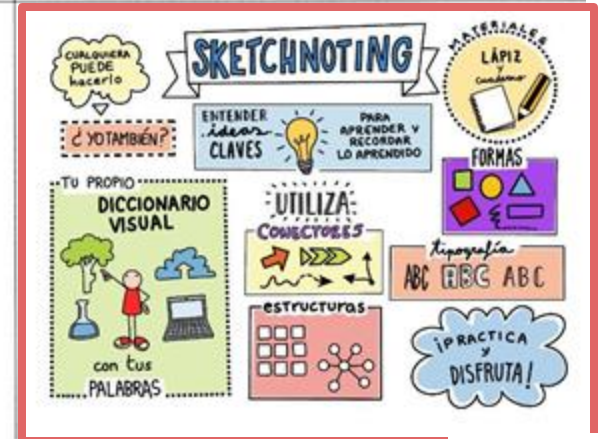 CUALQUIERA
PUEDE
hacerlo
SKETCHNOTING
MATERIALES
LÁPIZ
y
Cuaderno
¿YO TAMBIÉN?
ENTENDER
ideas
CLAVES
PARA
APRENDER Y
RECORDAR
LO APRENDIDO
FORMAS
TU PROPIO
DICCIONARIO
VISUAL
con tus
PALABRAS
UTILIZA
CONECTORES
tipografía
ABC ABC ABC
estructuras
¡PRACTICA
y
DISFRUTA!